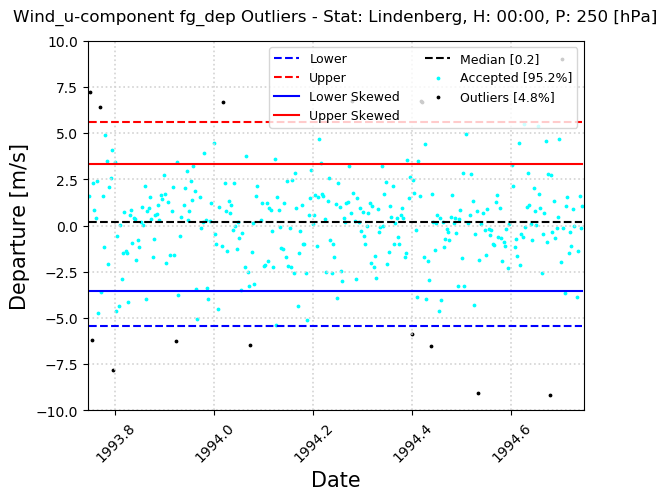 Wind_u-component fg_dep Outliers - Stat: Lindenberg, H: 00:00, P: 250 [hPa]
Lower
Upper
Lower Skewed
Upper Skewed
Median [0.2]
Accepted [95.2%]
Outliers [4.8%]
Departure [m/s]
10.0
7.5
5.0
2.5
0.0
−2.5
−5.0
−7.5
−10.0
1993.8
1994.0
1994.2
1994.4
1994.6
Date